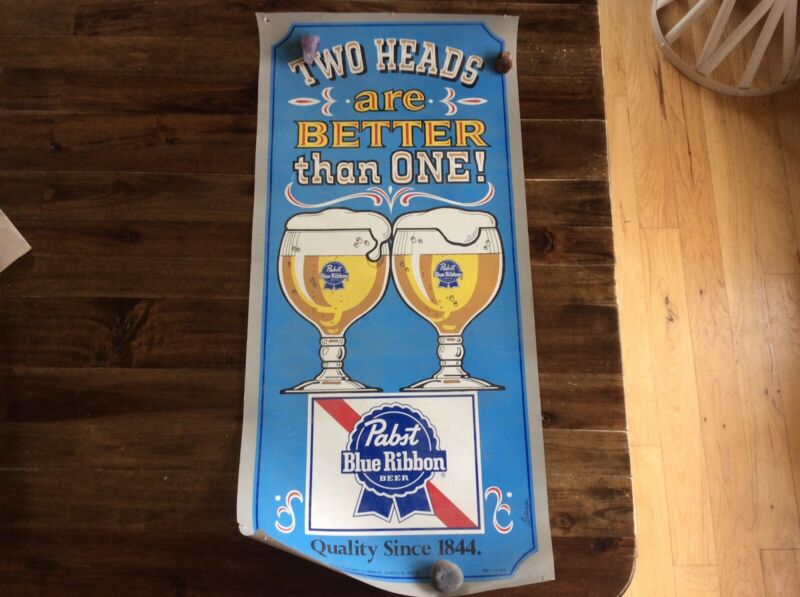 TWO HEADS
are
BETTER
than ONE!
Pabst
Blue Ribbon
Pabst
Blue Ribbon
Pabst
Blue Ribbon
BEER
Quality Since 1844.